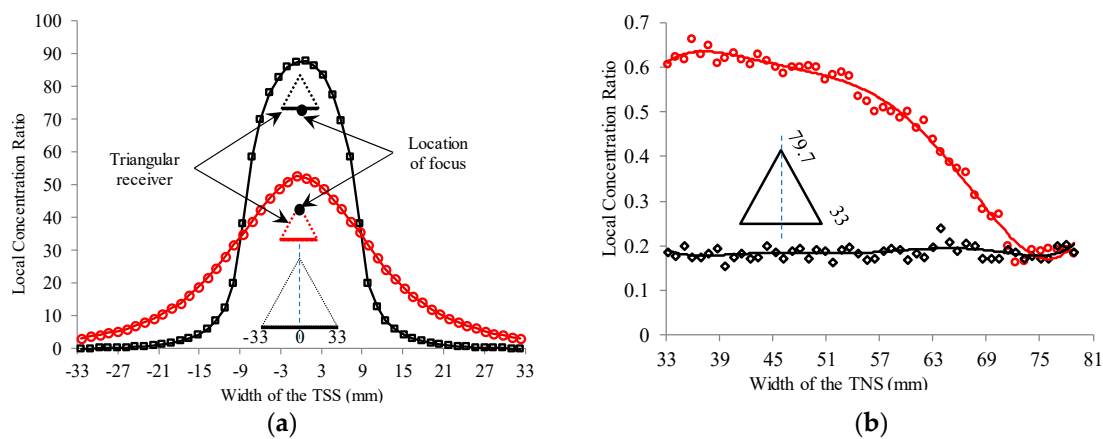 Local Concentration Ratio
100
90
80
70
60
50
40
30
20
10
0
Triangular
receiver
Location
of focus
-33 0 33
-33 -27 -21 -15 -9 -3 3 9 15 21 27 33
Width of the TSS (mm)
(a)
Local Concentration Ratio
0.7
0.6
0.5
0.4
0.3
0.2
0.1
0
79.7
33
33 39 45 51 57 63 69 75 81
Width of the TNS (mm)
(b)